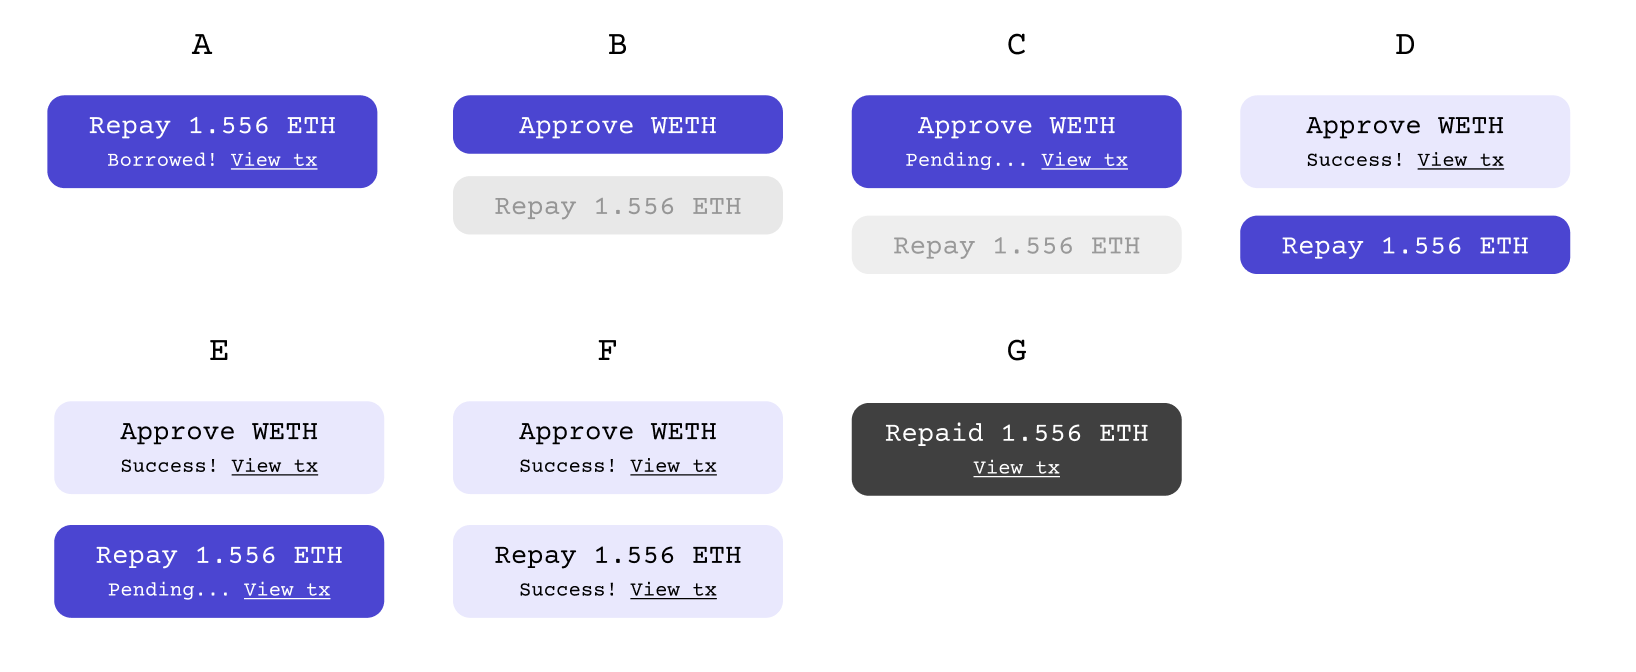 A
Repay 1.556 ETH
Borrowed! View tx
B
Approve WETH
Repay 1.556 ETH
C
Approve WETH
Pending... View tx
Repay 1.556 ETH
D
Approve WETH
Success! View tx
Repay 1.556 ETH
E
Approve WETH
Success! View tx
Repay 1.556 ETH
Pending... View tx
F
Approve WETH
Success! View tx
Repay 1.556 ETH
Success! View tx
G
Repaid 1.556 ETH
View tx